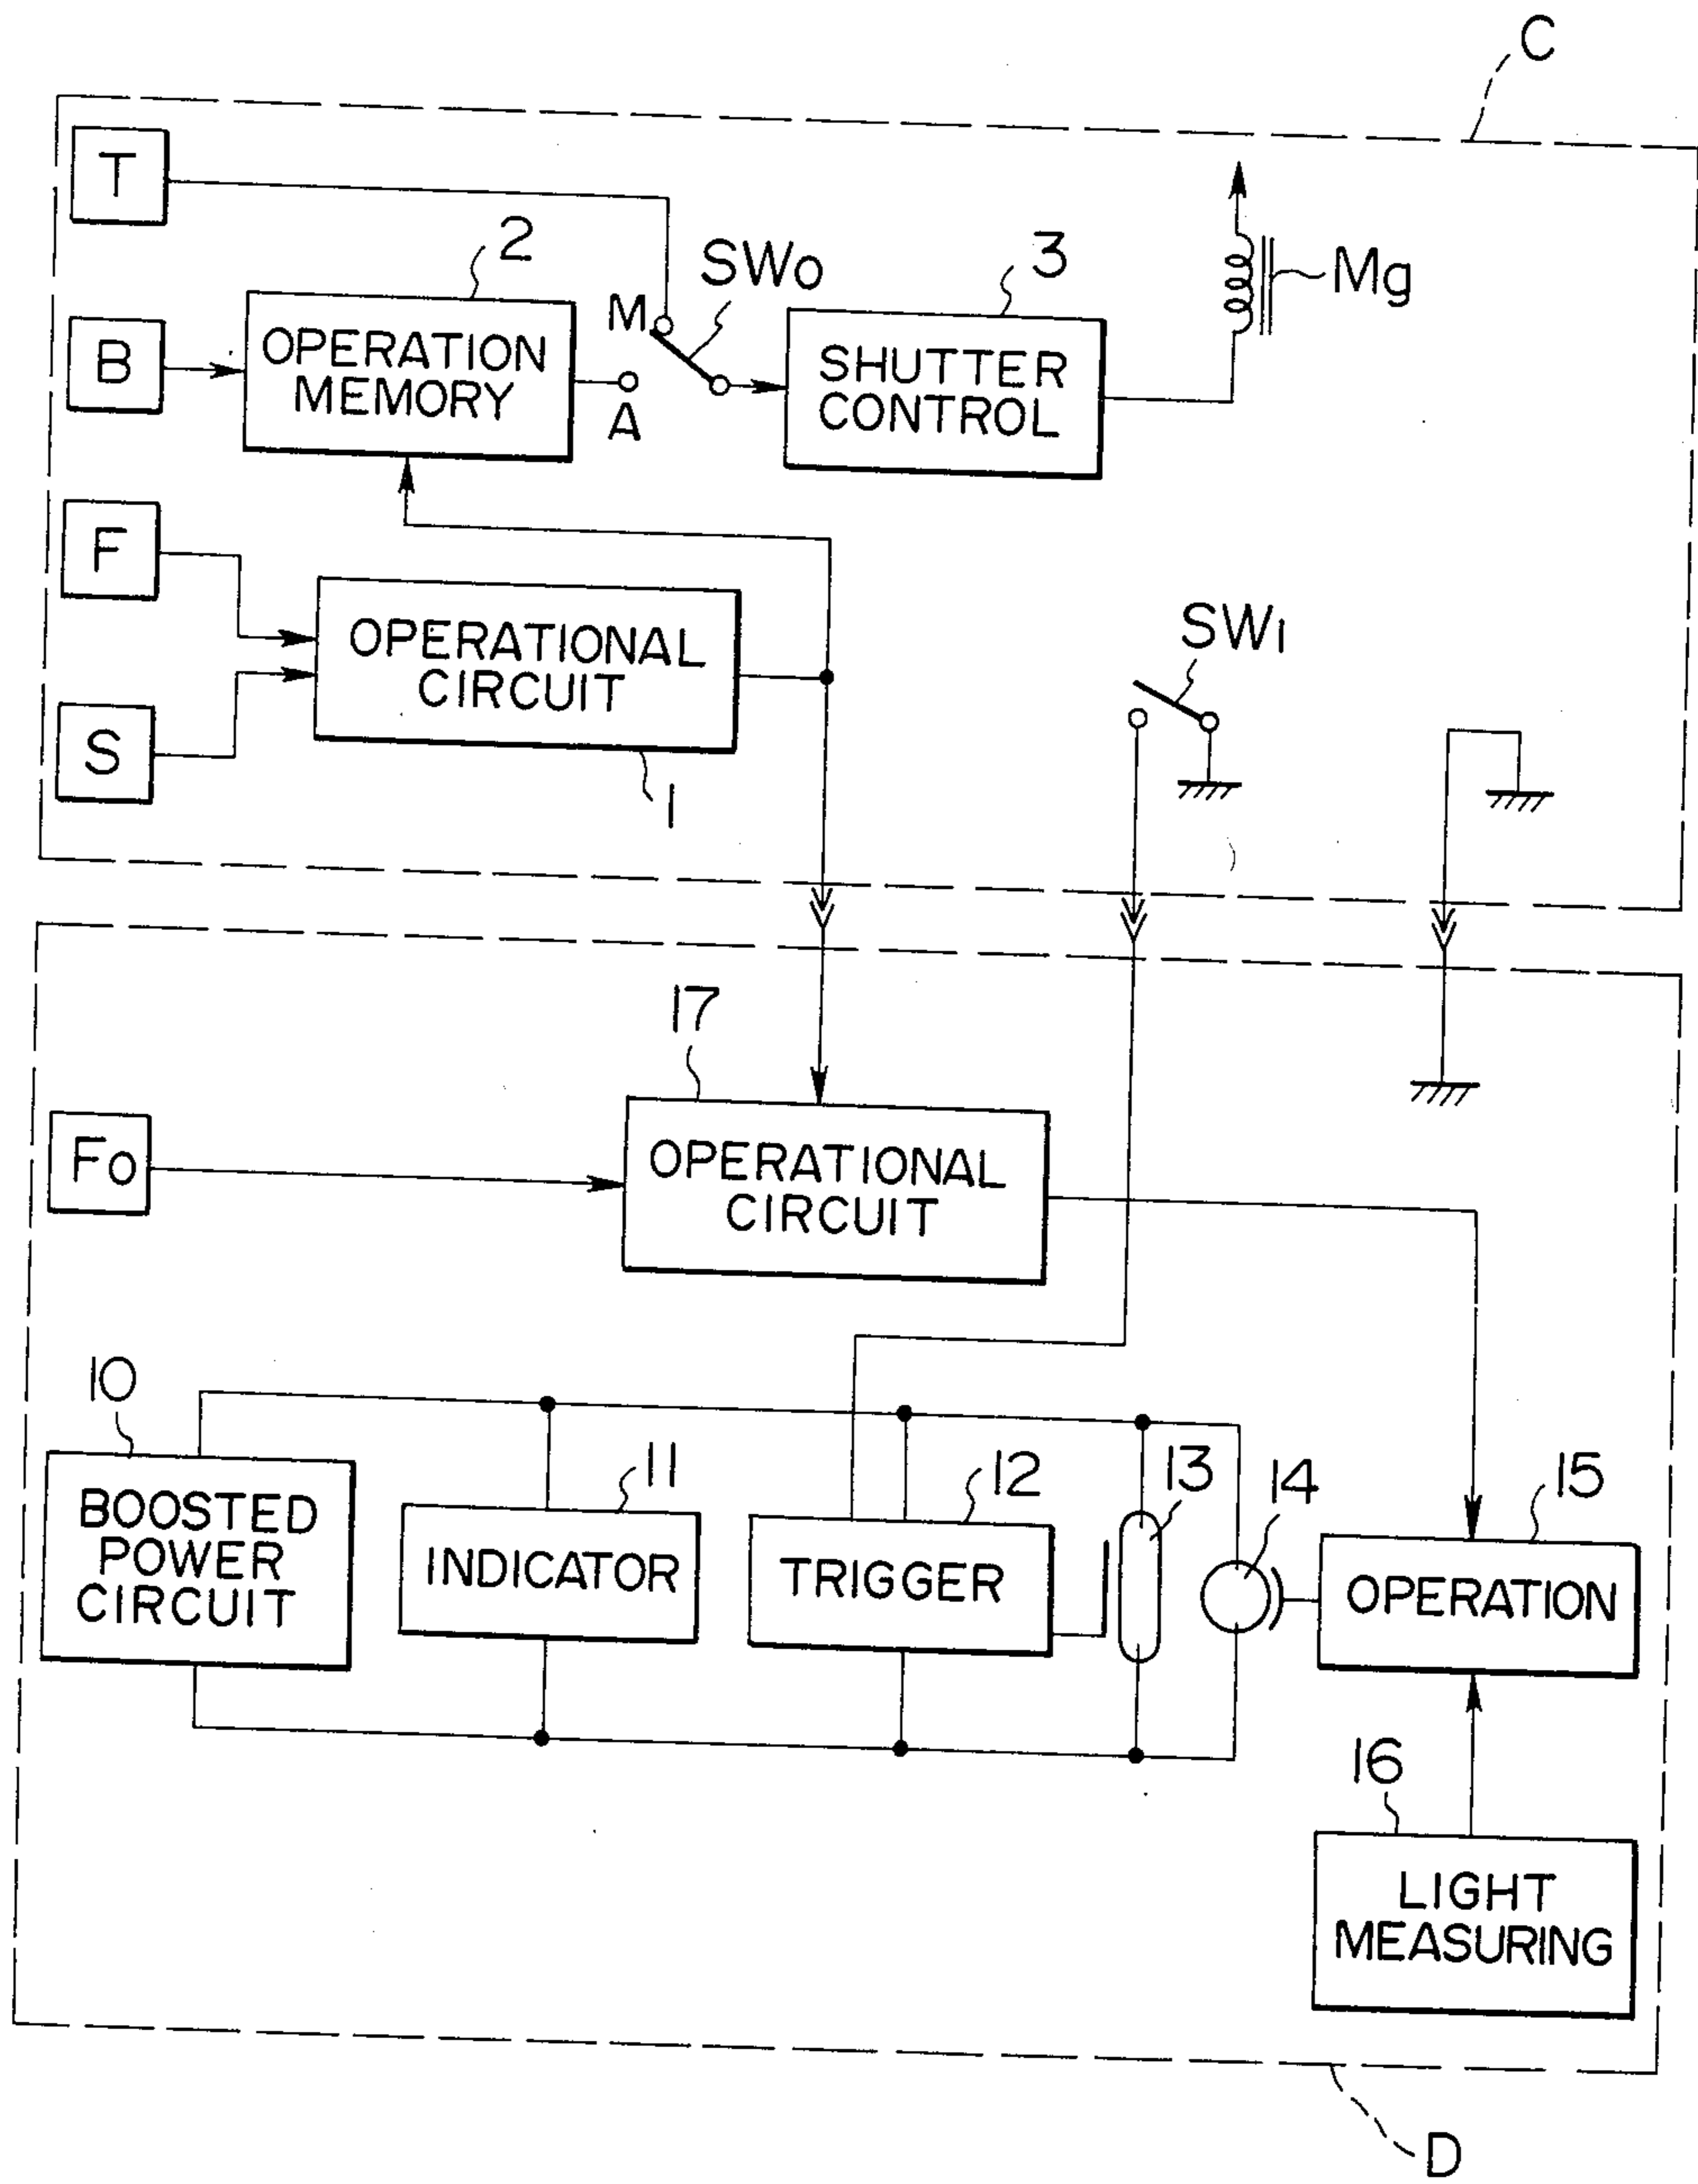 C
T
2
SWo
3
Mg
M
B
OPERATION
MEMORY
A
SHUTTER
CONTROL
F
OPERATIONAL
CIRCUIT
SW1
S
1
17
Fo
OPERATIONAL
CIRCUIT
10
11
12
13
14
15
BOOSTED
POWER
CIRCUIT
INDICATOR
TRIGGER
OPERATION
16
LIGHT
MEASURING
D